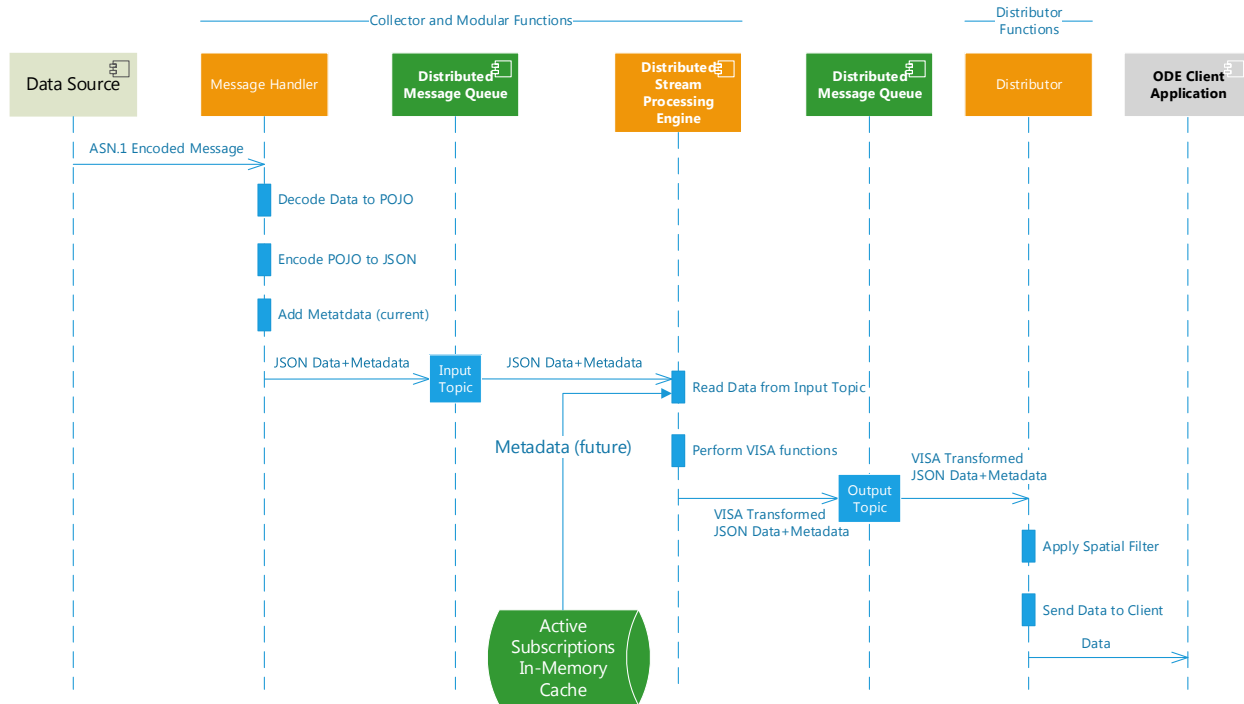 Collector and Modular Functions
Distributor
Functions
Data Source
Message Handler
Distributed
Message Queue
Distributed
Stream
Processing
Engine
Distributed
Message Queue
Distributor
ODE Client
Application
ASN.1 Encoded Message
Decode Data to POJO
Encode POJO to JSON
Add Metatdata (current)
JSON Data+Metadata
Input
Topic
JSON Data+Metadata
Read Data from Input Topic
Metadata (future)
Perform VISA functions
VISA Transformed
JSON Data+Metadata
Output
Topic
VISA Transformed
JSON Data+Metadata
Apply Spatial Filter
Send Data to Client
Data
Active
Subscriptions
In-Memory
Cache